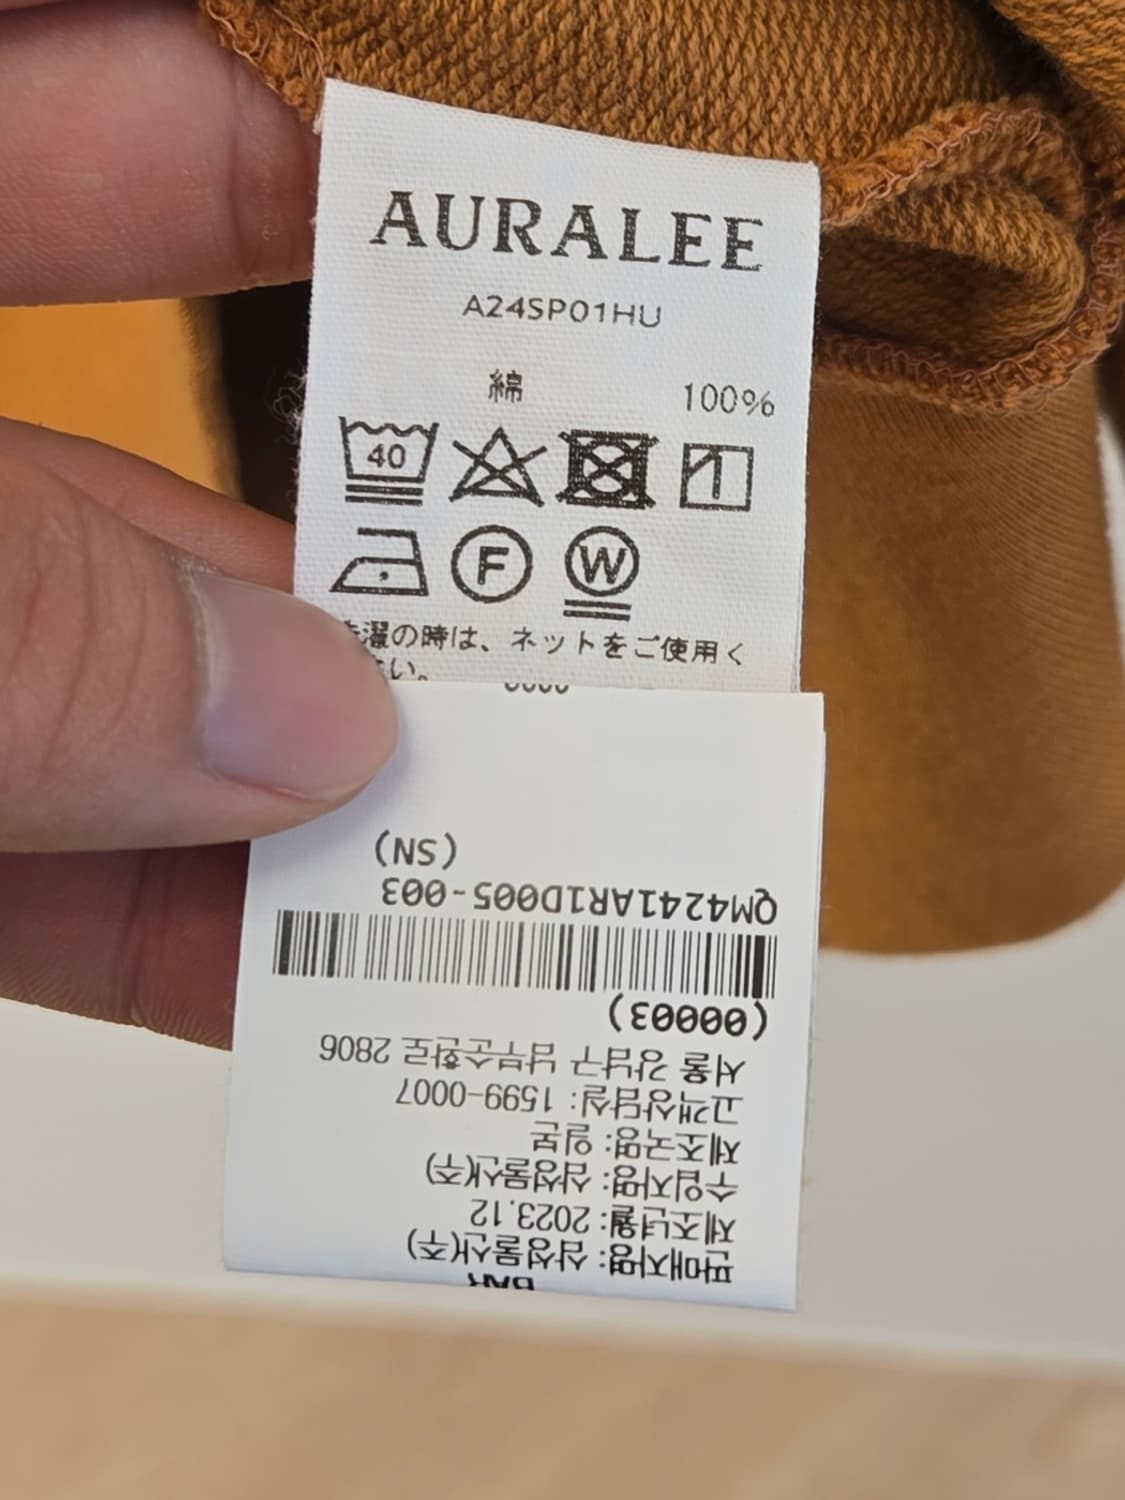 AURALEE
A24SP01HU
綿 100%
40
F W
濯の時は、ネットをご使用く
い。
판매자명: 삼성물산(주)
제조년월: 2023.12
수입자명: 삼성물산(주)
제조국명: 일본
고객상담실: 1599-0007
서울 강남구 남부순환로 2806
(00003)
QM4241AR1D005-003
(SN)